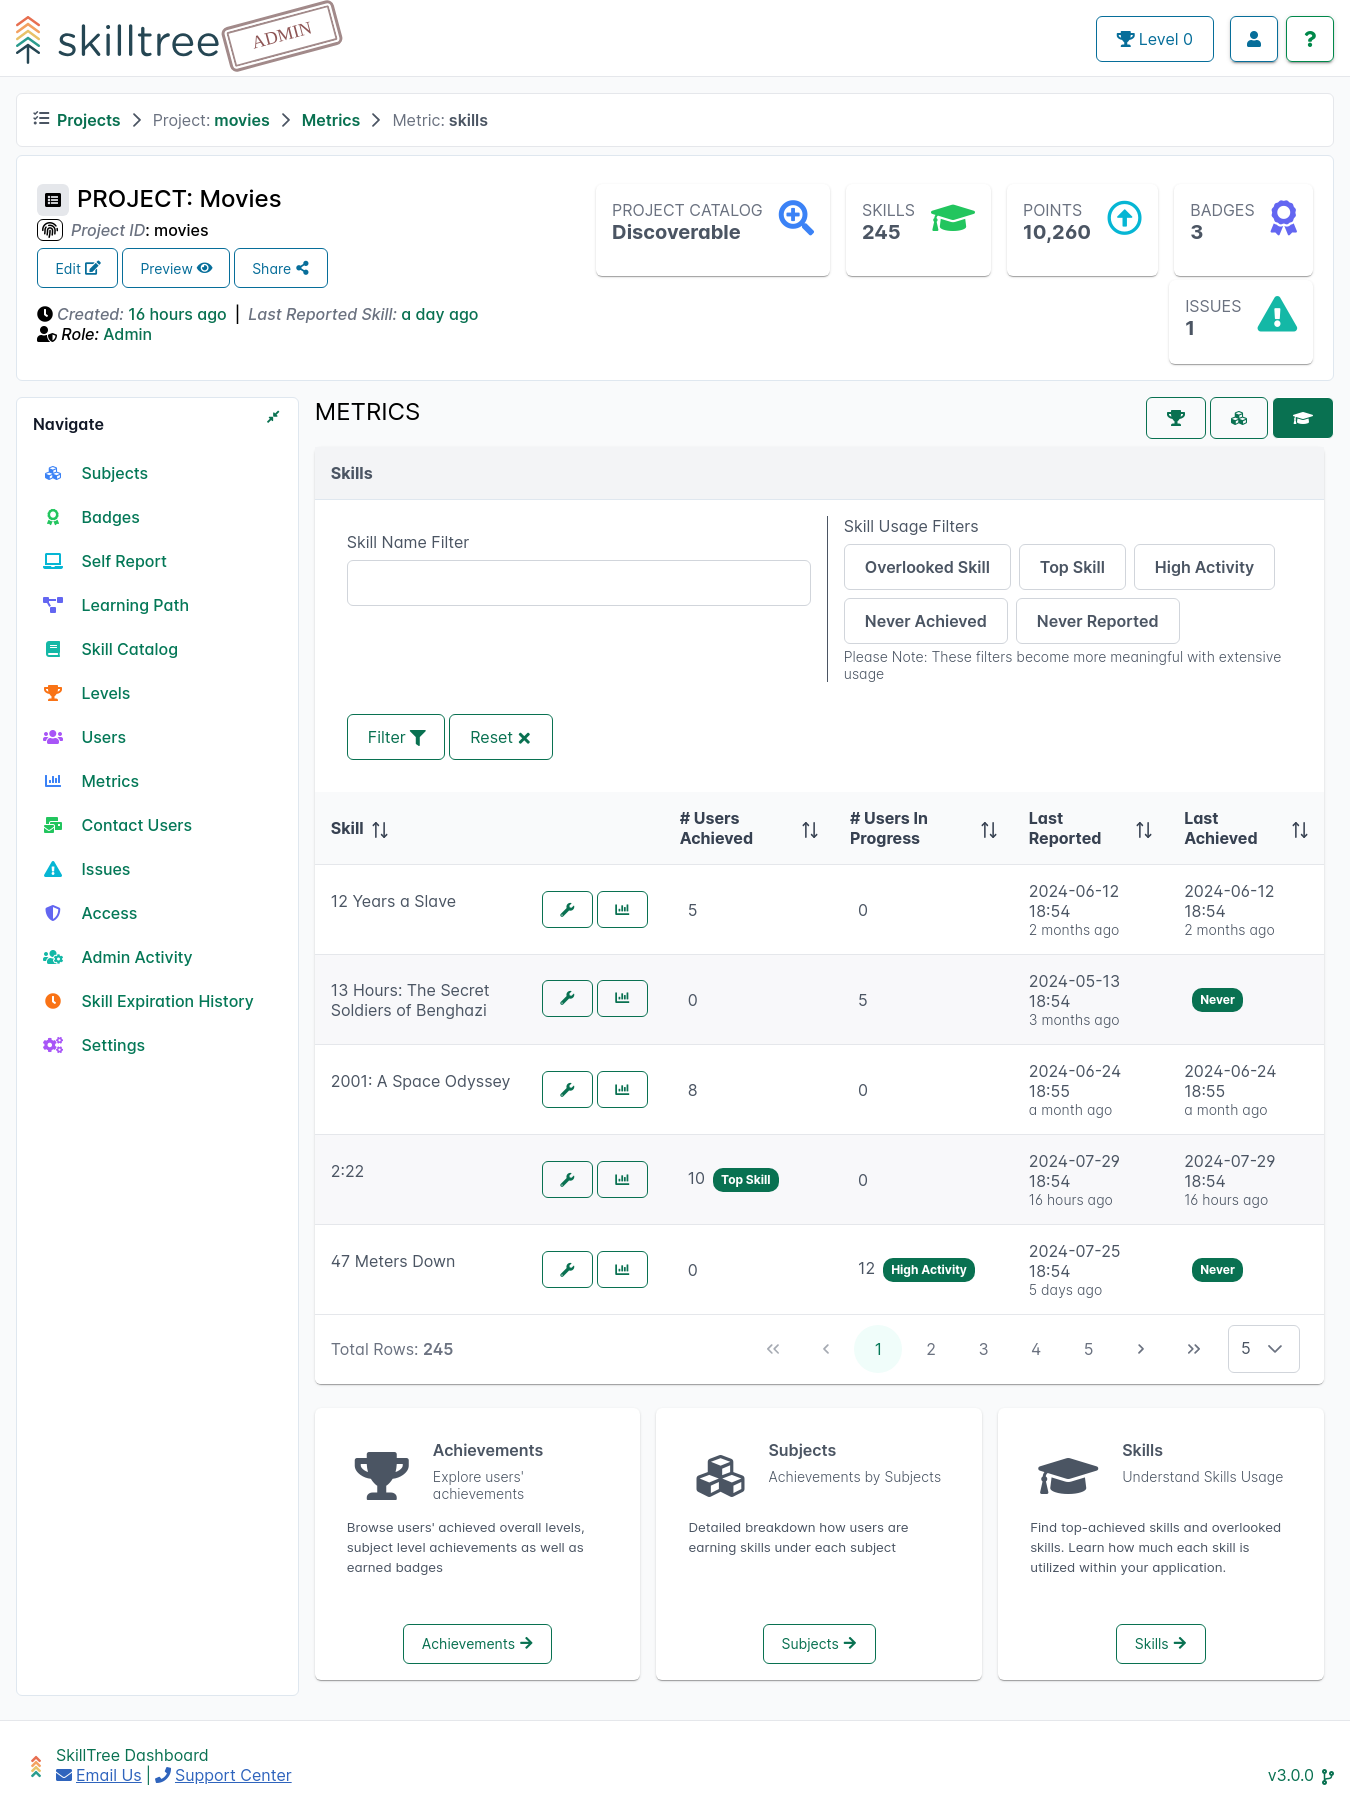 skilltree ADMIN
Level 0
Projects Project: movies Metrics Metric: skills
PROJECT: Movies
Project ID: movies
Edit Preview Share
Created: 16 hours ago | Last Reported Skill: a day ago
Role: Admin
PROJECT CATALOG
Discoverable
SKILLS
245
POINTS
10,260
BADGES
3
ISSUES
1
Navigate
Subjects
Badges
Self Report
Learning Path
Skill Catalog
Levels
Users
Metrics
Contact Users
Issues
Access
Admin Activity
Skill Expiration History
Settings
METRICS
Skills
Skill Name Filter
Skill Usage Filters
Overlooked Skill Top Skill High Activity
Never Achieved Never Reported
Please Note: These filters become more meaningful with extensive
usage
Filter Reset
Skill
# Users
Achieved
# Users In
Progress
Last
Reported
Last
Achieved
12 Years a Slave
5
0
2024-06-12
18:54
2 months ago
2024-06-12
18:54
2 months ago
13 Hours: The Secret
Soldiers of Benghazi
0
5
2024-05-13
18:54
3 months ago
Never
2001: A Space Odyssey
8
0
2024-06-24
18:55
a month ago
2024-06-24
18:55
a month ago
2:22
10 Top Skill
0
2024-07-29
18:54
16 hours ago
2024-07-29
18:54
16 hours ago
47 Meters Down
0
12 High Activity
2024-07-25
18:54
5 days ago
Never
Total Rows: 245
1 2 3 4 5
5
Achievements
Explore users'
achievements
Browse users' achieved overall levels,
subject level achievements as well as
earned badges
Achievements
Subjects
Achievements by Subjects
Detailed breakdown how users are
earning skills under each subject
Subjects
Skills
Understand Skills Usage
Find top-achieved skills and overlooked
skills. Learn how much each skill is
utilized within your application.
Skills
SkillTree Dashboard
Email Us | Support Center
v3.0.0